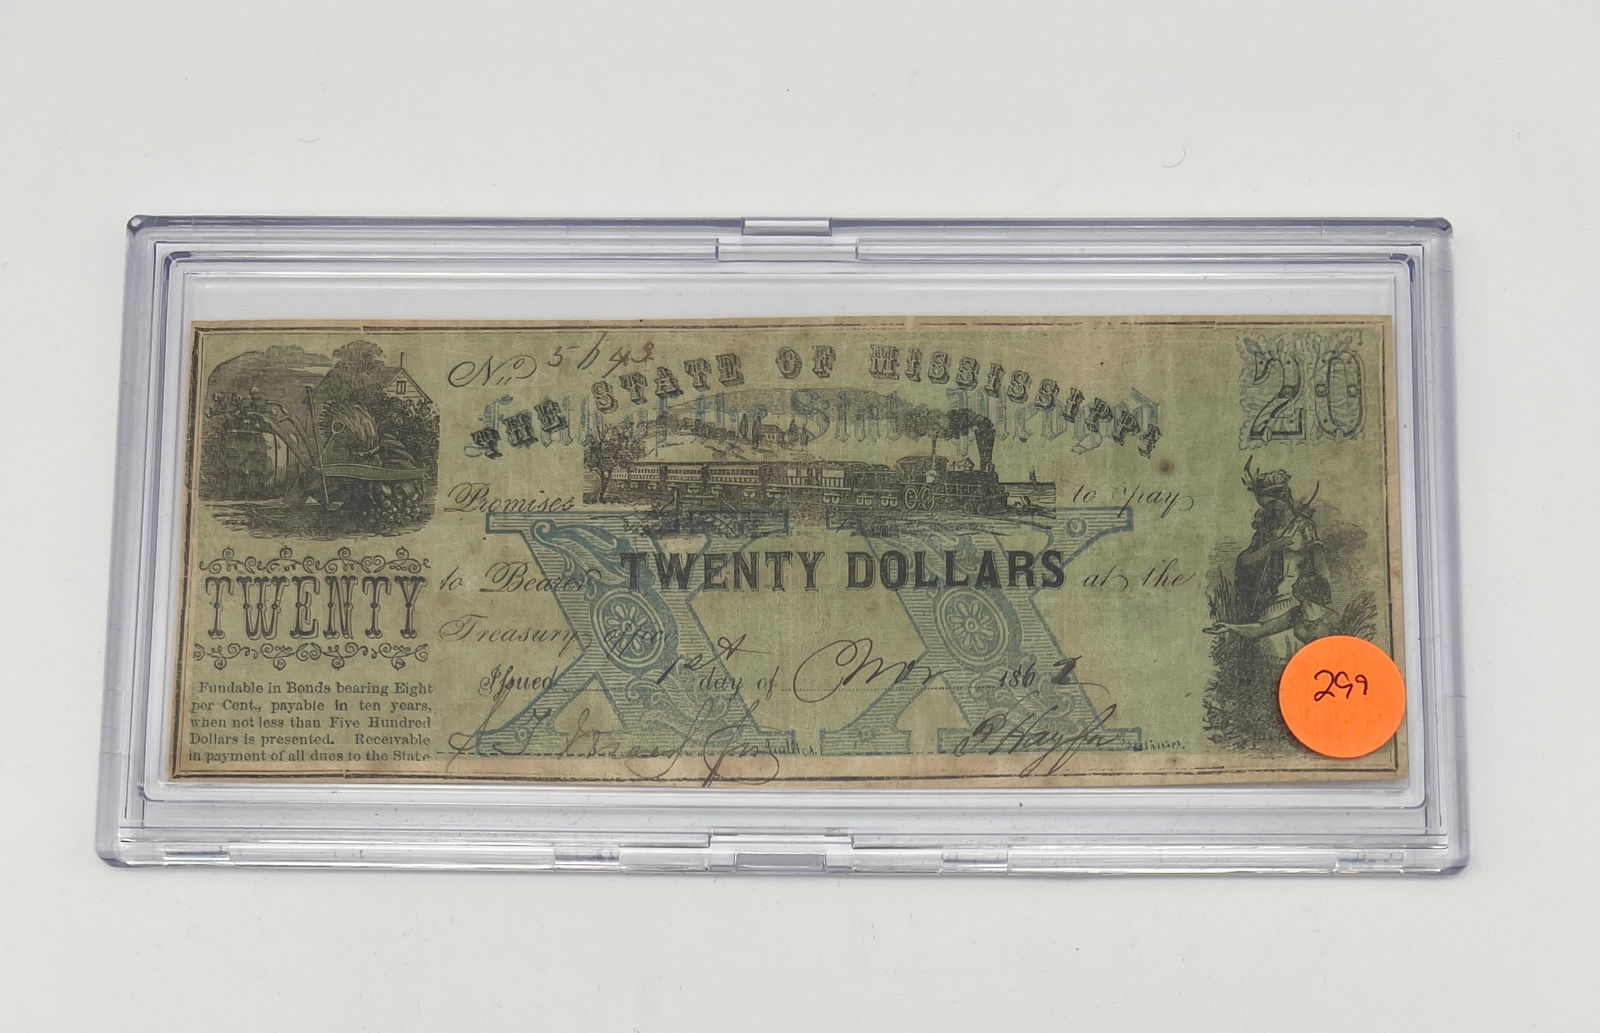 No 5643
THE STATE OF MISSISSIPPI
20
Faith of the State Pledged
Promises to pay
to Bearer TWENTY DOLLARS at the
Treasury office
Issued 1st day of Nov 1862
XX
TWENTY
Fundable in Bonds bearing Eight
per Cent., payable in ten years,
when not less than Five Hundred
Dollars is presented. Receivable
in payment of all dues to the State
299